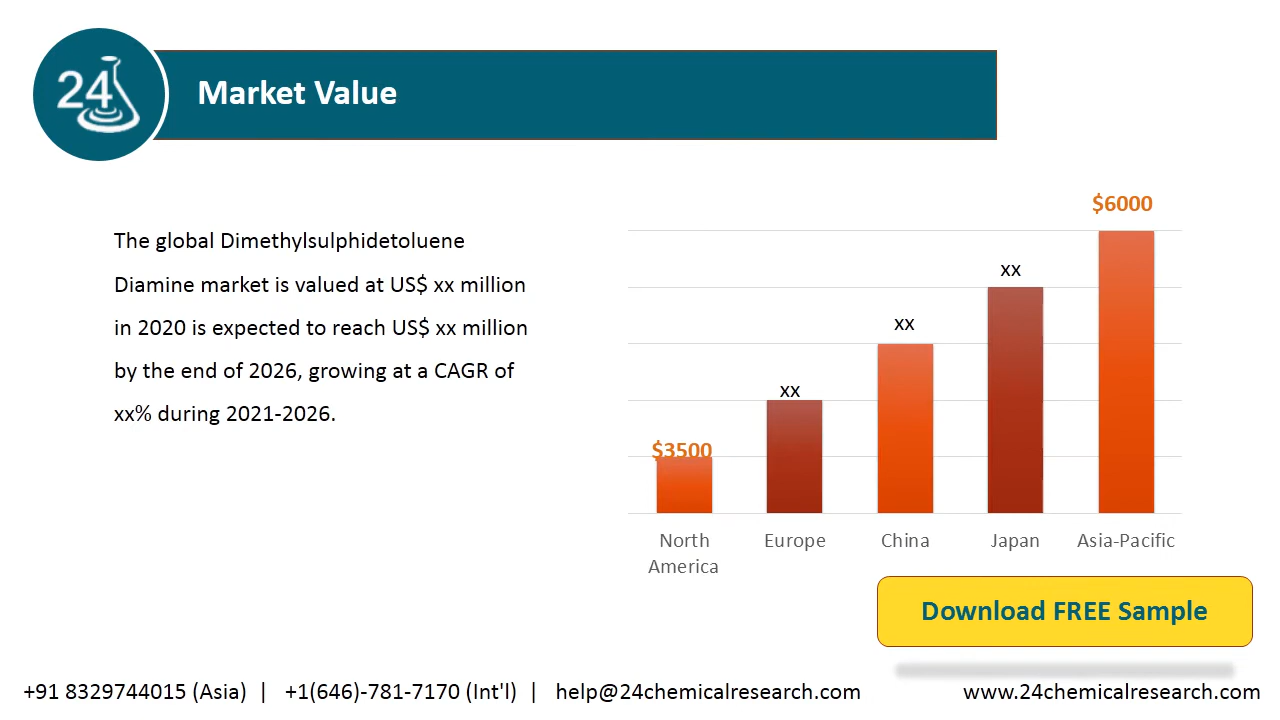 24
Market Value
The global Dimethylsulphidetoluene
Diamine market is valued at US$ xx million
in 2020 is expected to reach US$ xx million
by the end of 2026, growing at a CAGR of
xx% during 2021-2026.
$6000
xx
xx
xx
$3500
North
America
Europe
China
Japan
Asia-Pacific
Download FREE Sample
+91 8329744015 (Asia) | +1(646)-781-7170 (Int'l) | help@24chemicalresearch.com www.24chemicalresearch.com